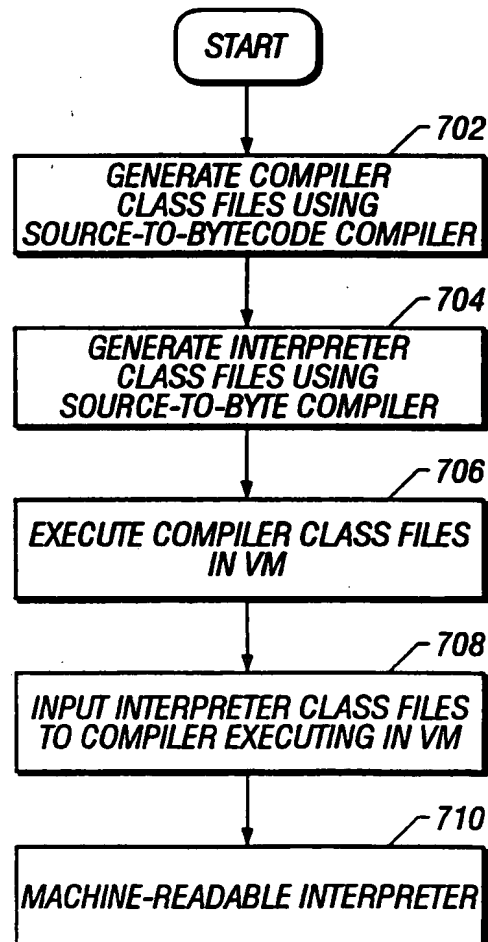 START
702
GENERATE COMPILER
CLASS FILES USING
SOURCE-TO-BYTECODE COMPILER
704
GENERATE INTERPRETER
CLASS FILES USING
SOURCE-TO-BYTE COMPILER
706
EXECUTE COMPILER CLASS FILES
IN VM
708
INPUT INTERPRETER CLASS FILES
TO COMPILER EXECUTING IN VM
710
MACHINE-READABLE INTERPRETER